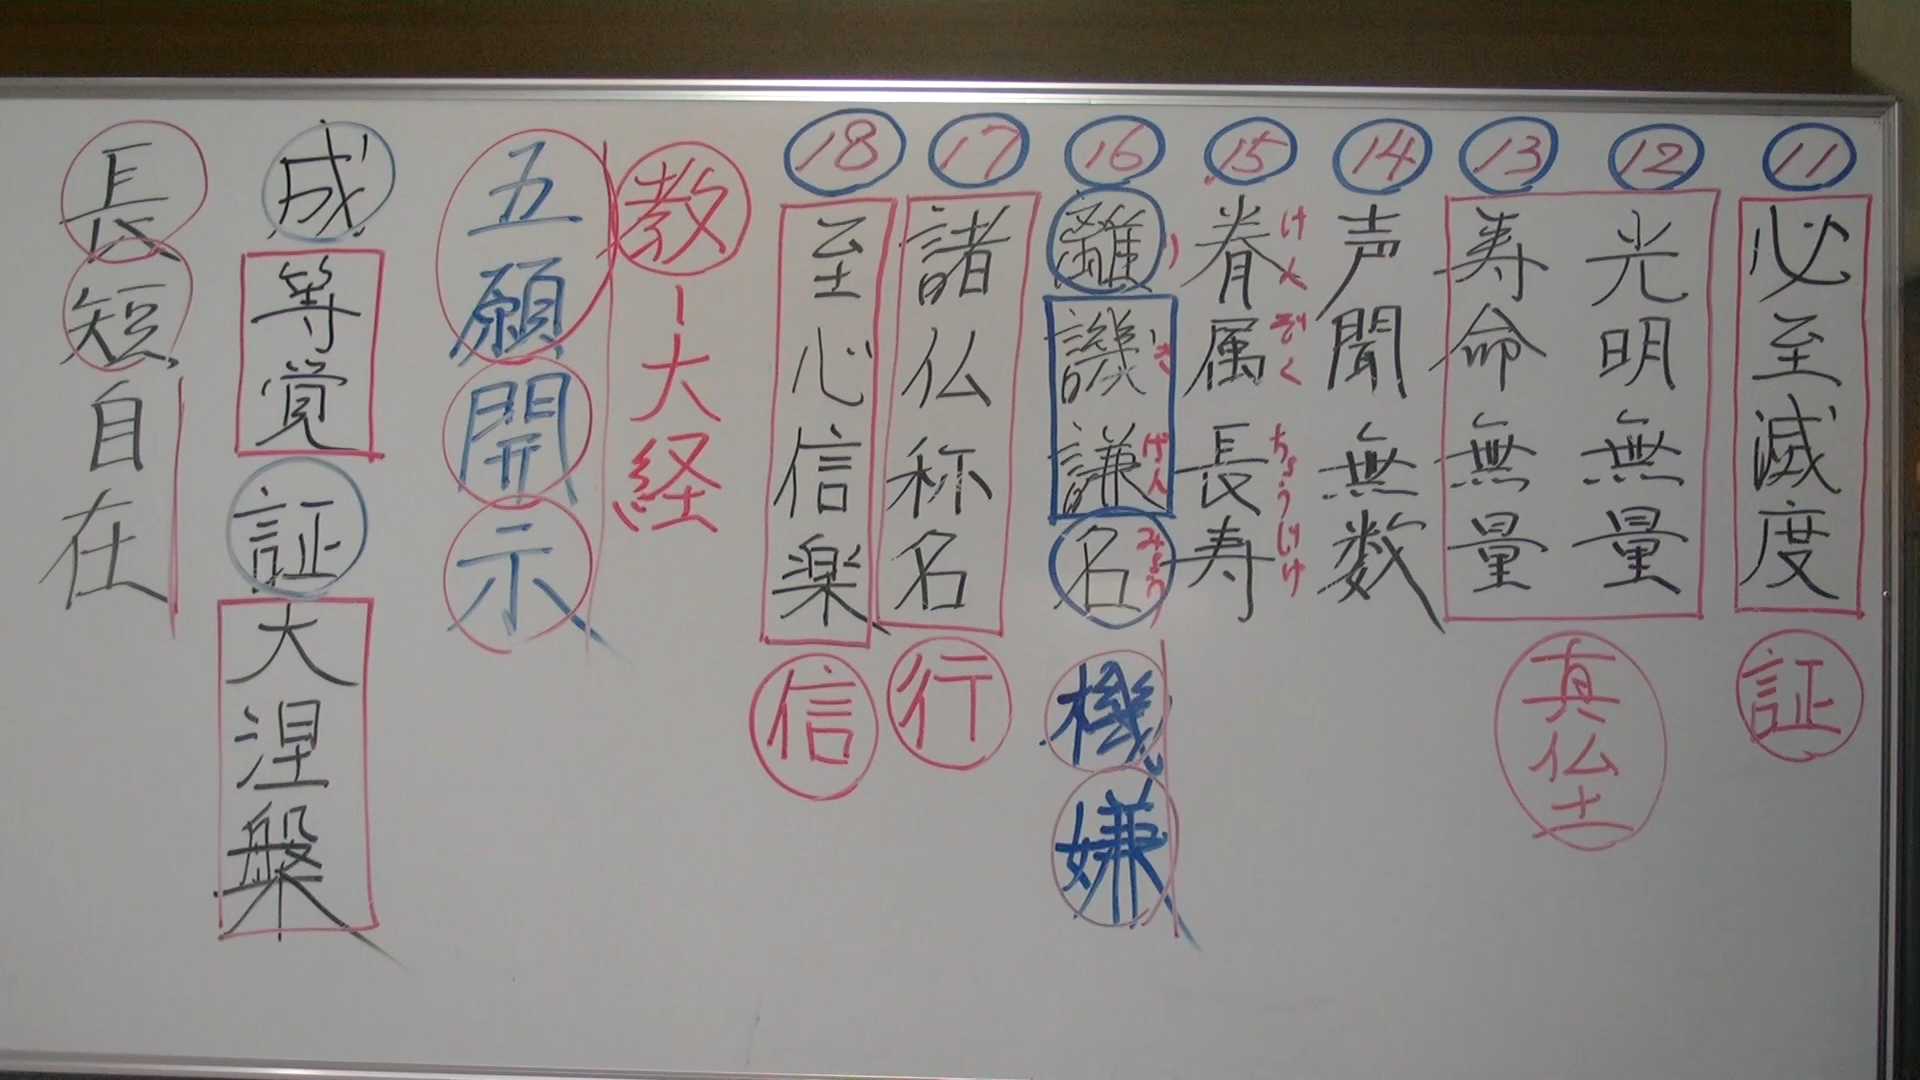 11
必至滅度
証
12
光明無量
13
寿命無量
真仏土
14
声聞無数
15
眷属長寿
けんぞくちょうじゅ
16
離譏謙名
りきげんみょう
機嫌
17
諸仏称名
行
18
至心信楽
信
教ー大経
五願開示
成等覚証大涅槃
長短自在